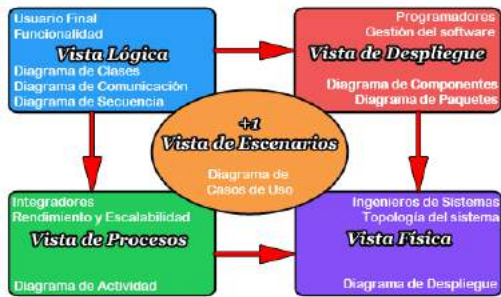 Usuario Final
Funcionalidad
Vista Lógica
Diagrama de Clases
Diagrama de Comunicación
Diagrama de Secuencia
Programadores
Gestión del software
Vista de Despliegue
Diagrama de Componentes
Diagrama de Paquetes
+1
Vista de Escenarios
Diagrama de
Casos de Uso
Integradores
Rendimiento y Escalabilidad
Vista de Procesos
Diagrama de Actividad
Ingenieros de Sistemas
Topología del sistema
Vista Física
Diagrama de Despliegue